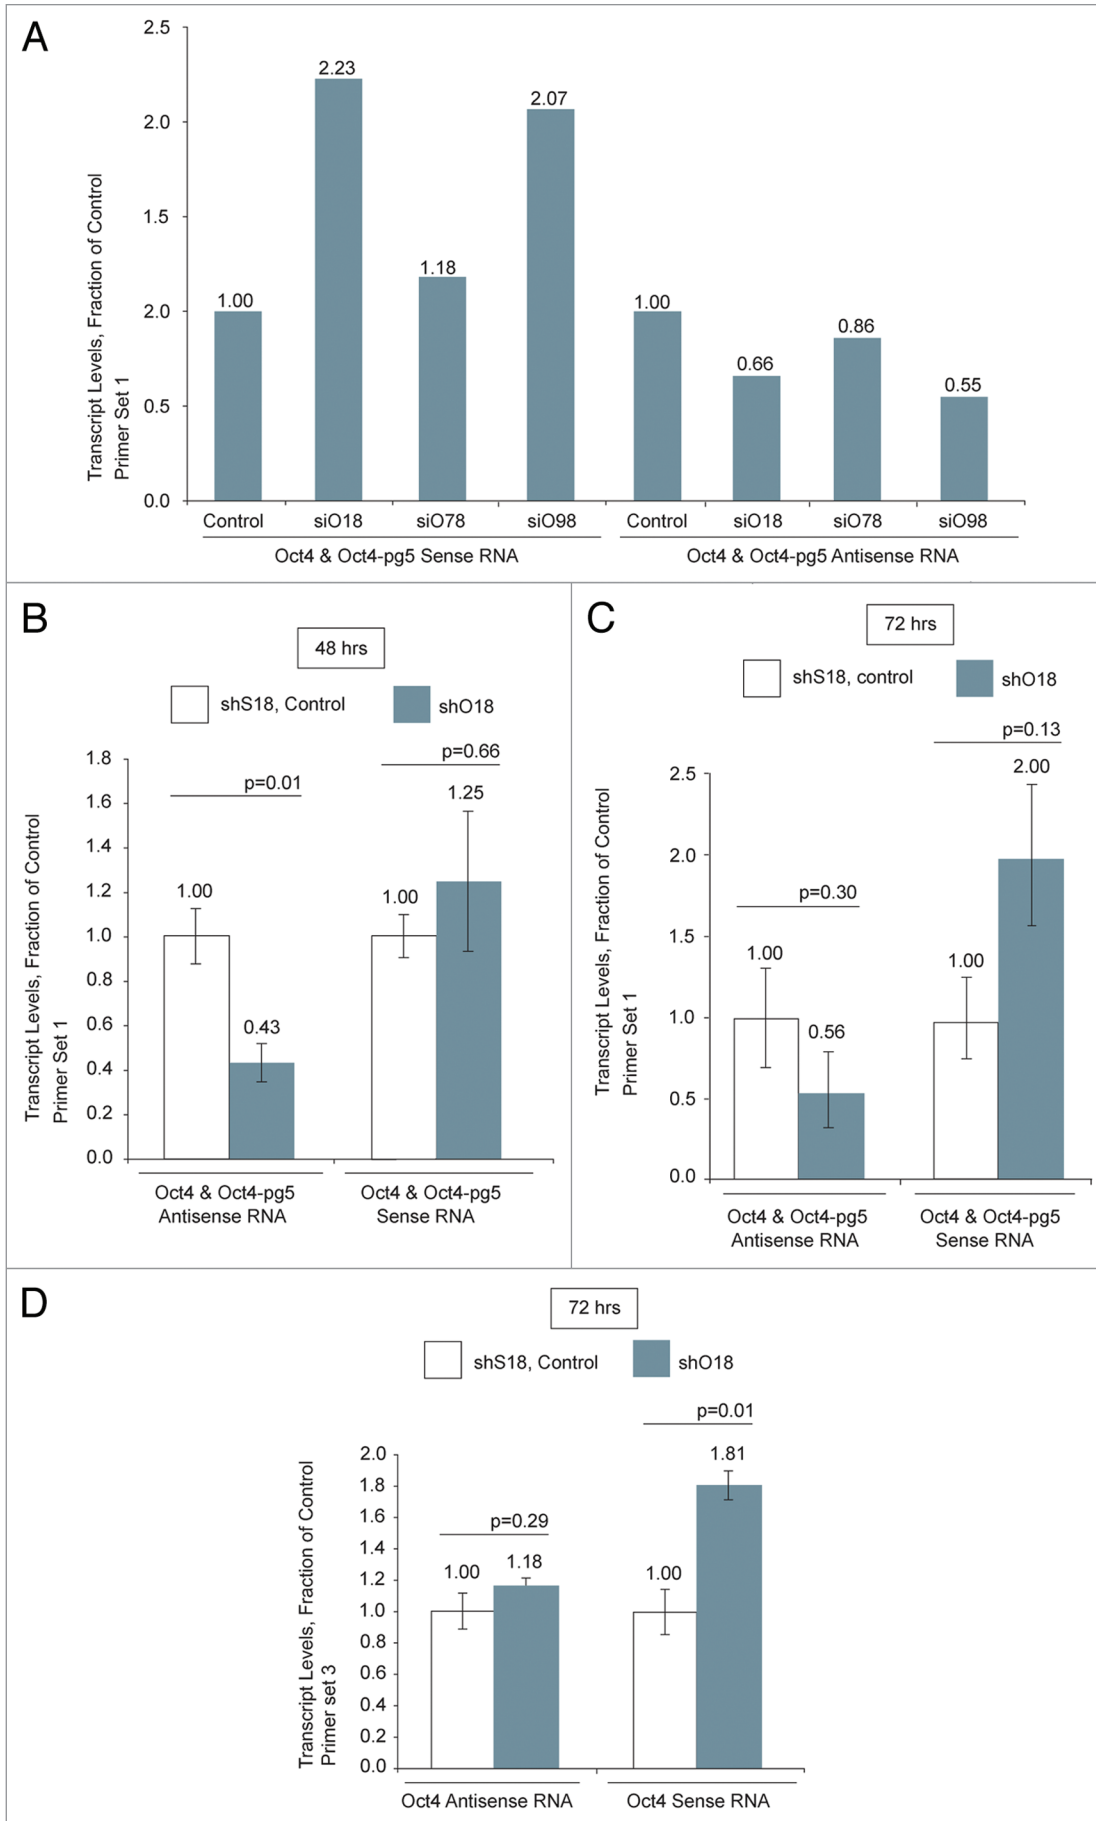 A
Transcript Levels, Fraction of Control
Primer Set 1
2.5
2.0
1.5
2.0
0.5
0.0
1.00
2.23
1.18
2.07
1.00
0.66
0.86
0.55
Control siO18 siO78 siO98 Control siO18 siO78 siO98
Oct4 & Oct4-pg5 Sense RNA Oct4 & Oct4-pg5 Antisense RNA
B
48 hrs
shS18, Control shO18
Transcript Levels, Fraction of Control
Primer Set 1
1.8
1.6
1.4
1.2
1.0
0.8
0.6
0.4
0.2
0.0
p=0.01
1.00
0.43
p=0.66
1.00
1.25
Oct4 & Oct4-pg5
Antisense RNA
Oct4 & Oct4-pg5
Sense RNA
C
72 hrs
shS18, control shO18
Transcript Levels, Fraction of Control
Primer Set 1
2.5
2.0
1.5
1.0
0.5
0.0
p=0.30
1.00
0.56
p=0.13
1.00
2.00
Oct4 & Oct4-pg5
Antisense RNA
Oct4 & Oct4-pg5
Sense RNA
D
72 hrs
shS18, Control shO18
Transcript Levels, Fraction of Control
Primer set 3
2.0
1.8
1.6
1.4
1.2
1.0
0.8
0.6
0.4
0.2
0.0
p=0.29
1.00
1.18
p=0.01
1.00
1.81
Oct4 Antisense RNA Oct4 Sense RNA